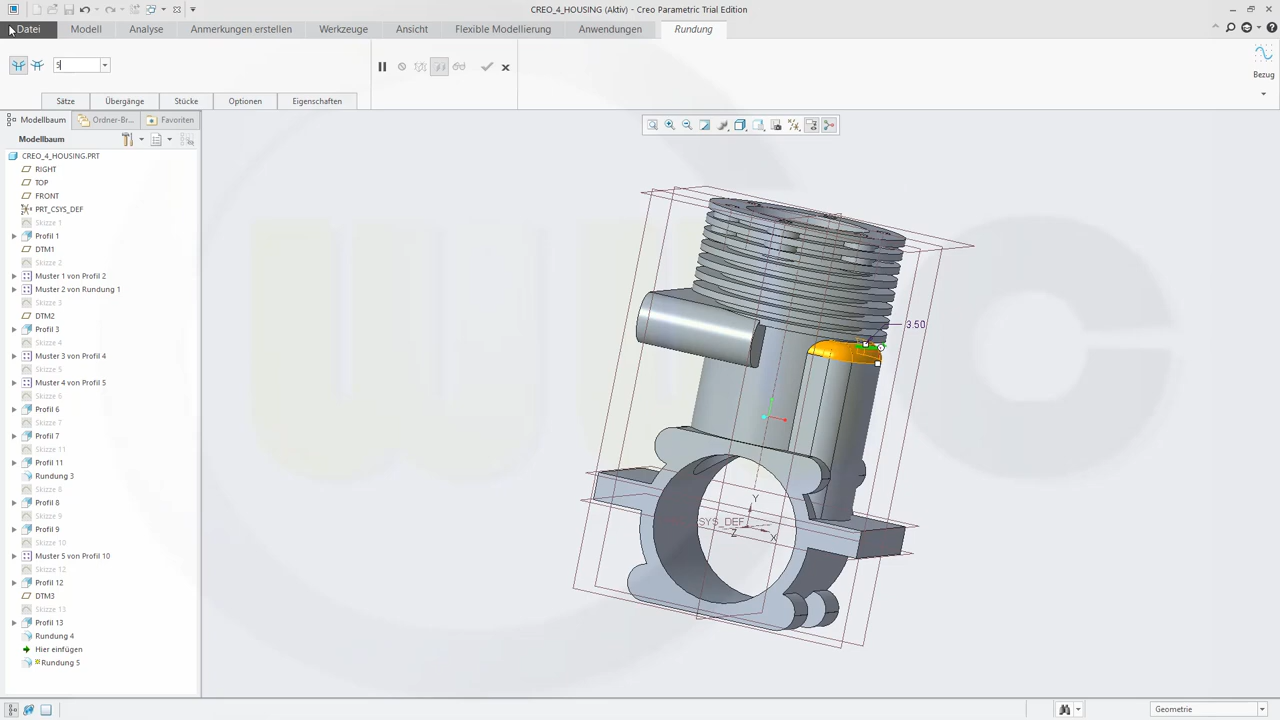 CREO_4_HOUSING (Aktiv) - Creo Parametric Trial Edition
Datei Modell Analyse Anmerkungen erstellen Werkzeuge Ansicht Flexible Modellierung Anwendungen Rundung
5
Bezug
Sätze Übergänge Stücke Optionen Eigenschaften
Modellbaum Ordner-Br... Favoriten
Modellbaum
CREO_4_HOUSING.PRT
RIGHT
TOP
FRONT
PRT_CSYS_DEF
Skizze 1
Profil 1
DTM1
Skizze 2
Muster 1 von Profil 2
Muster 2 von Rundung 1
Skizze 3
DTM2
Profil 3
Skizze 4
Muster 3 von Profil 4
Skizze 5
Muster 4 von Profil 5
Skizze 6
Profil 6
Skizze 7
Profil 7
Skizze 11
Profil 11
Rundung 3
Skizze 8
Profil 8
Skizze 9
Profil 9
Skizze 10
Muster 5 von Profil 10
Skizze 12
Profil 12
DTM3
Skizze 13
Profil 13
Rundung 4
Hier einfügen
Rundung 5
3.50
SYS_DEF
Y
Z
X
Geometrie